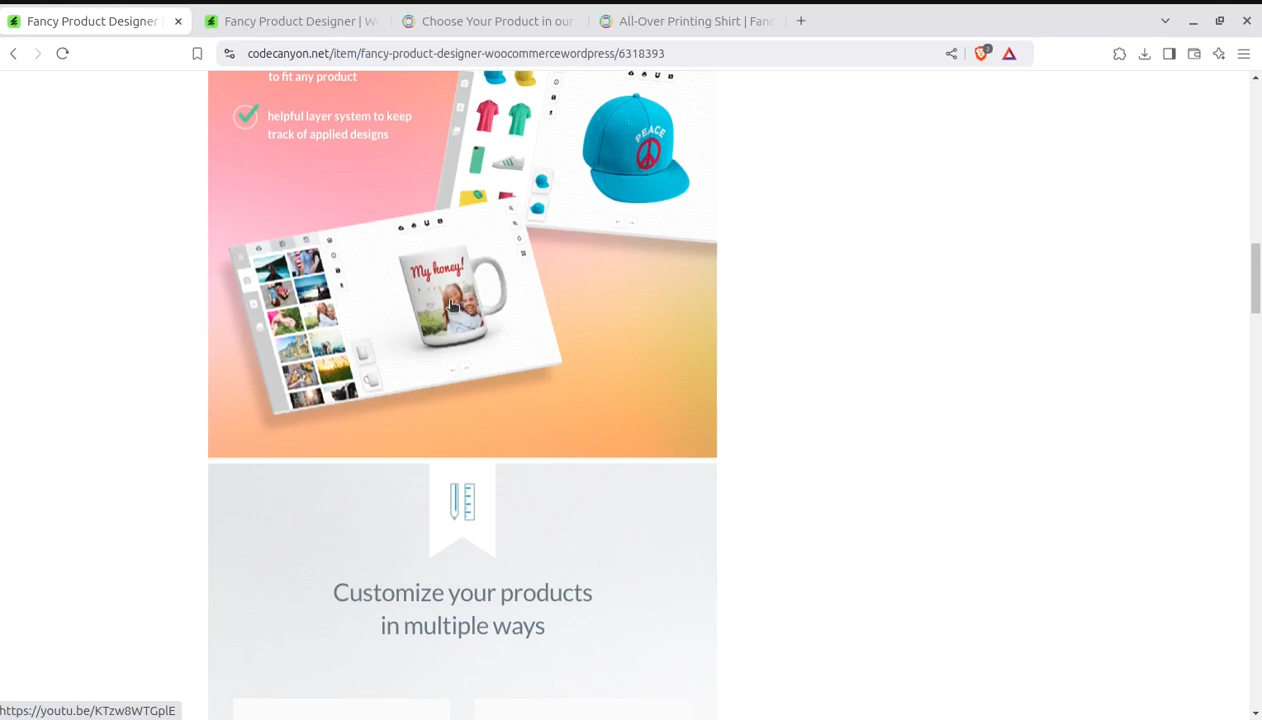 Fancy Product Designer
Fancy Product Designer | Wo
Choose Your Product in our
All-Over Printing Shirt | Fanc
codecanyon.net/item/fancy-product-designer-woocommercewordpress/6318393
2
to fit any product
helpful layer system to keep
track of applied designs
PEACE
My honey!
Customize your products
in multiple ways
https://youtu.be/KTzw8WTGplE